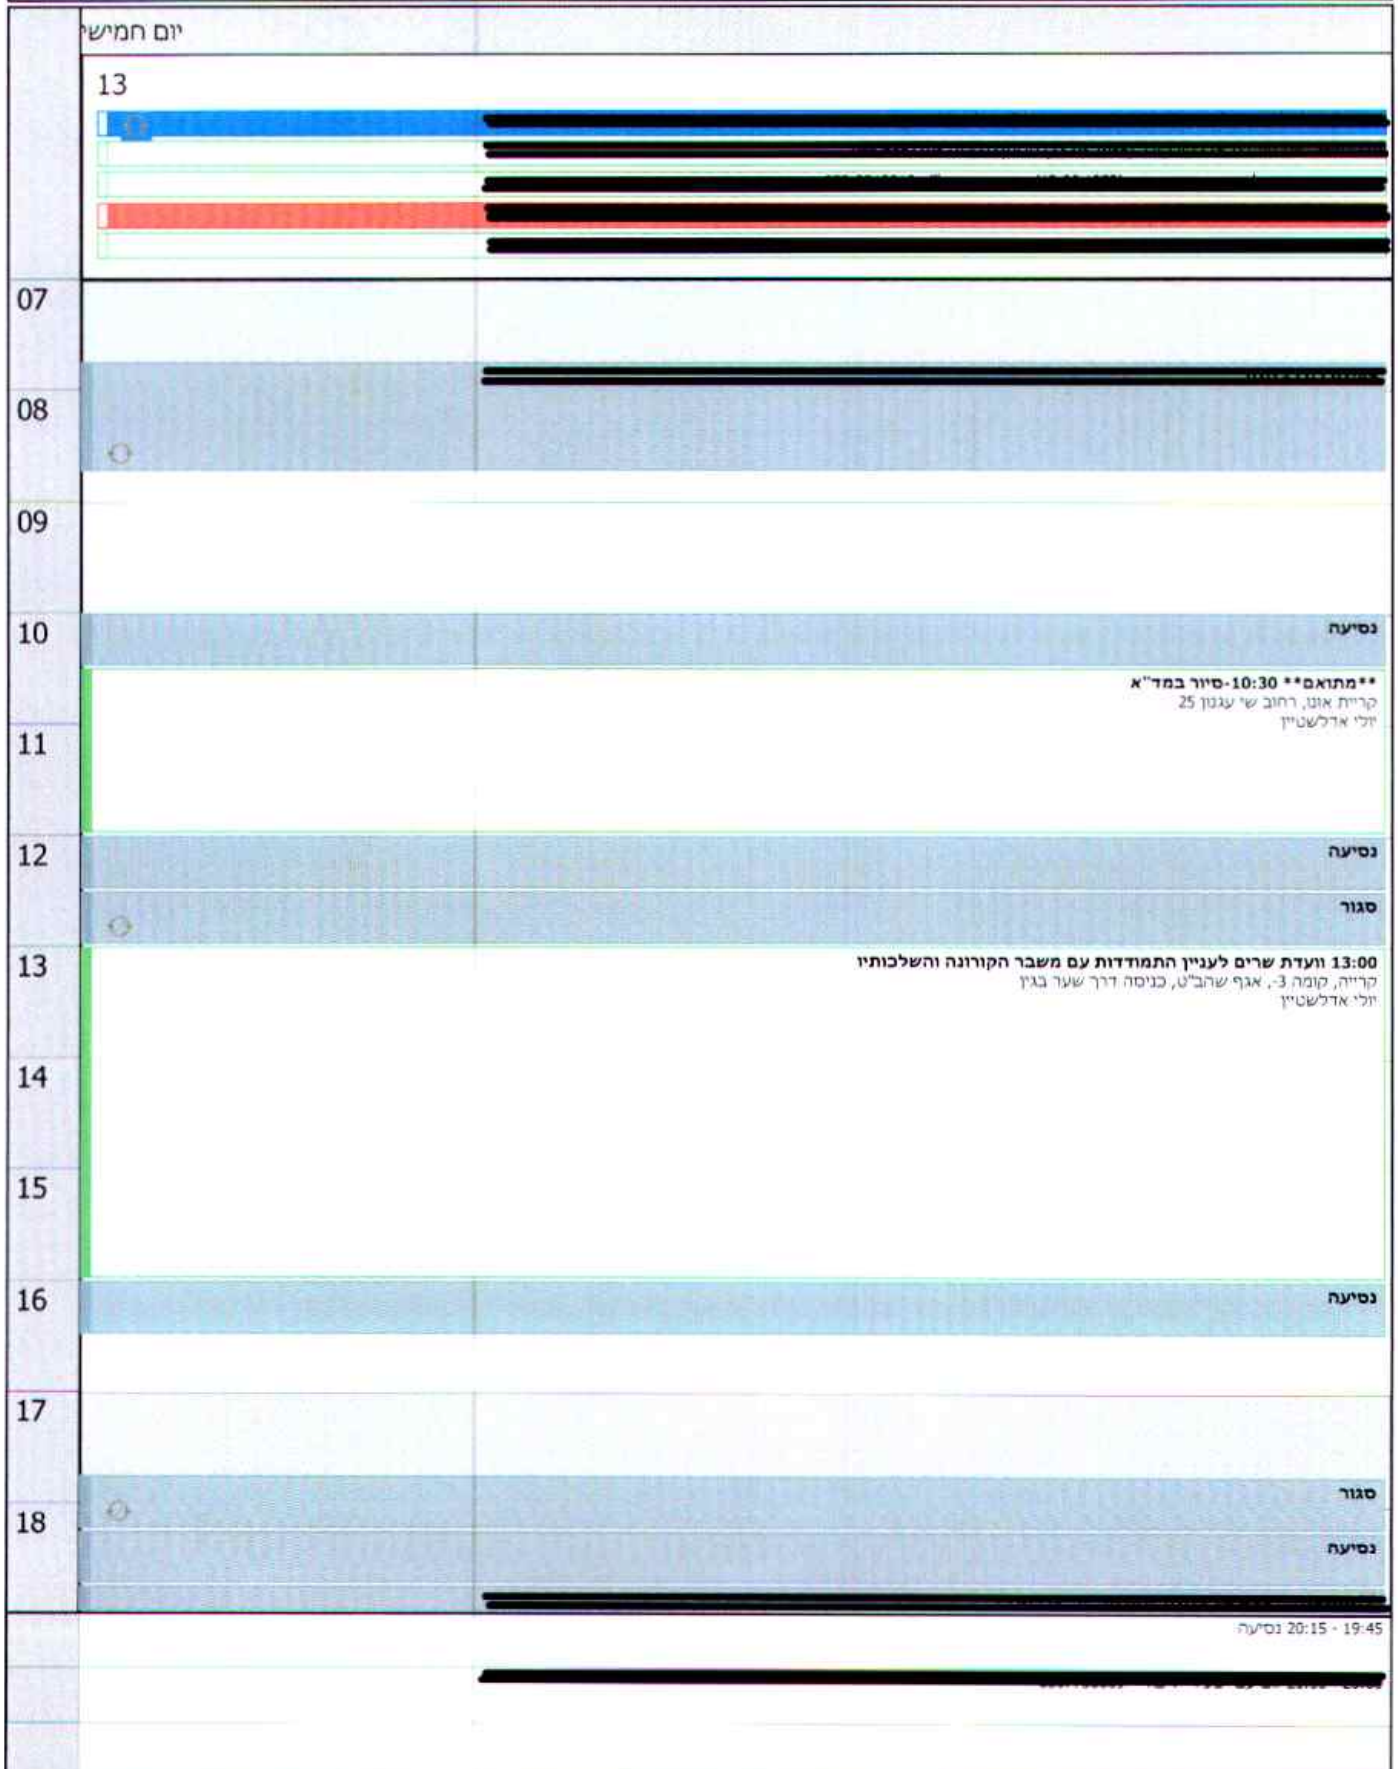 יום חמישי
13
07
08
09
10
נסיעה
**מתואם** 10:30-סיור במד"א
קריית אונו, רחוב שי עגנון 25
יולי אדלשטיין
11
12
נסיעה
סגור
13
13:00 וועדת שרים לעניין התמודדות עם משבר הקורונה והשלכותיו
קרייה, קומה 3-, אגף שהב"ט, כניסה דרך שער בגין
יולי אדלשטיין
14
15
16
נסיעה
17
סגור
18
נסיעה
19:45 - 20:15 נסיעה